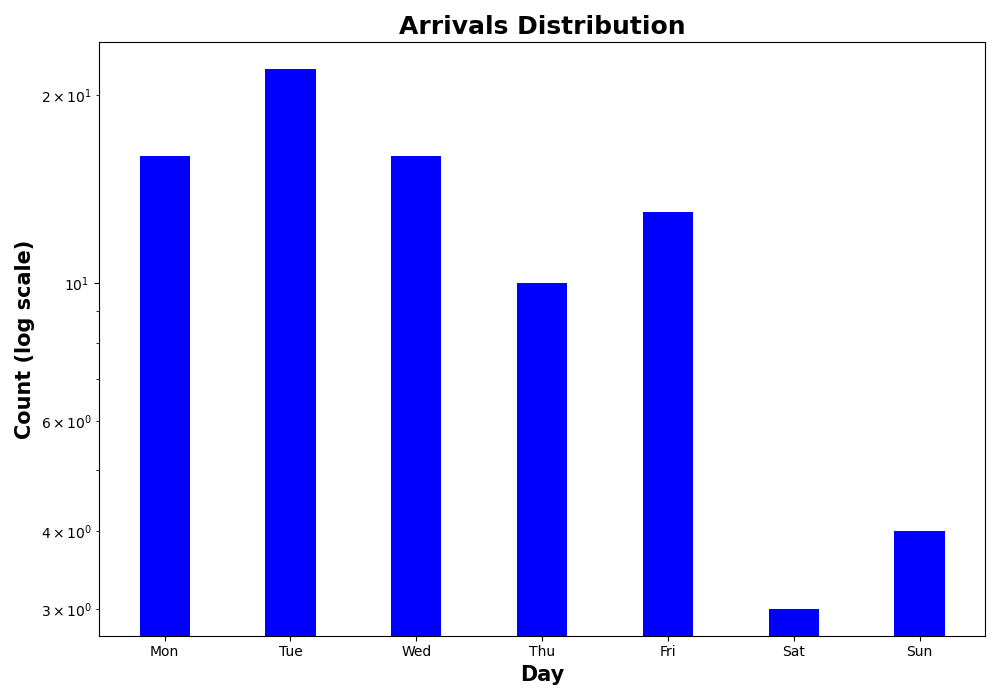 Arrivals Distribution
Count (log scale)
2 × 10¹
10¹
6 × 10⁰
4 × 10⁰
3 × 10⁰
Mon Tue Wed Thu Fri Sat Sun
Day